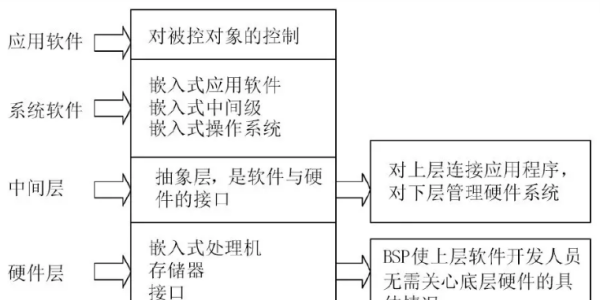 应用软件
对被控对象的控制
系统软件
嵌入式应用软件
嵌入式中间级
嵌入式操作系统
中间层
抽象层，是软件与硬
件的接口
对上层连接应用程序，
对下层管理硬件系统
硬件层
嵌入式处理机
存储器
接口
BSP使上层软件开发人员
无需关心底层硬件的具
体情况